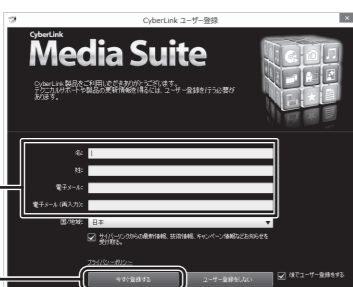 CyberLink ユーザー登録
CyberLink
Media Suite
CyberLink 製品をご利用いただきありがとうございます。
テクニカルサポートや製品の更新情報を得るには、ユーザー登録を行う必要が
あります。
名:
姓:
電子メール:
電子メール (再入力):
国/地域: 日本
サイバーリンクからの最新情報、技術情報、キャンペーン情報などお知らせを
受け取る。
プライバシーポリシー
今すぐ登録する
ユーザー登録をしない
後でユーザー登録をする